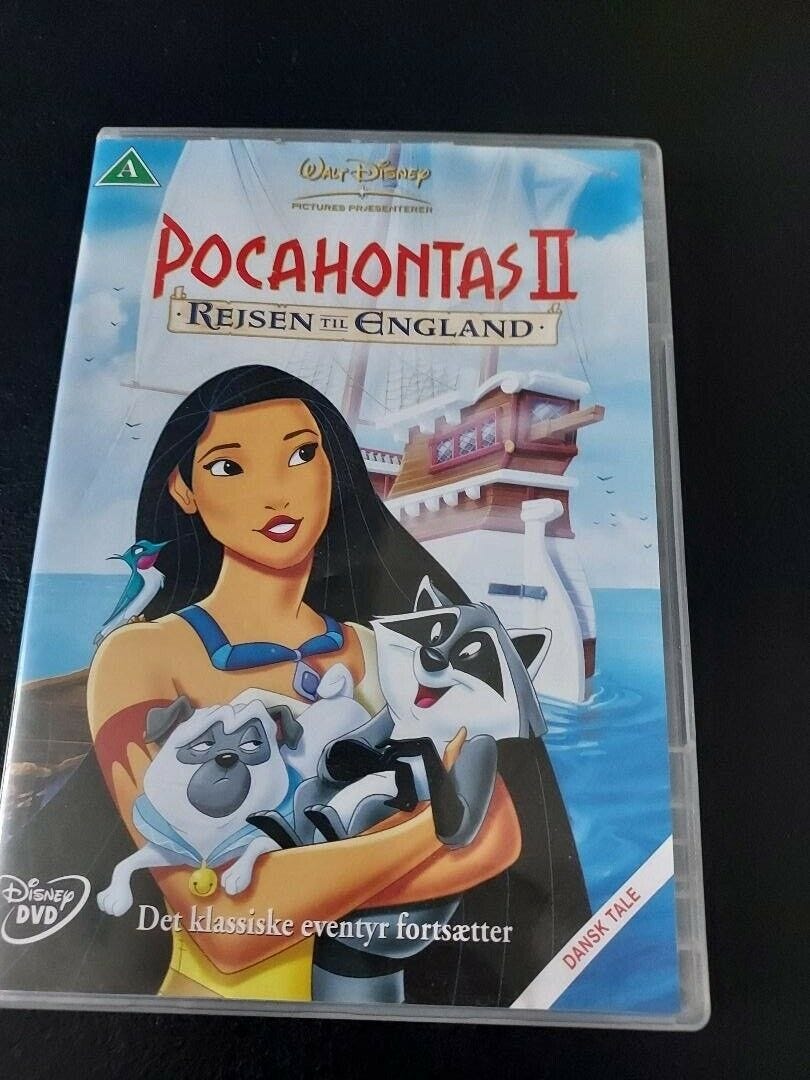 A
WALT DISNEY
PICTURES PRÆSENTERER
POCAHONTAS II
· REJSEN TIL ENGLAND ·
DISNEY
DVD
Det klassiske eventyr fortsætter
DANSK TALE